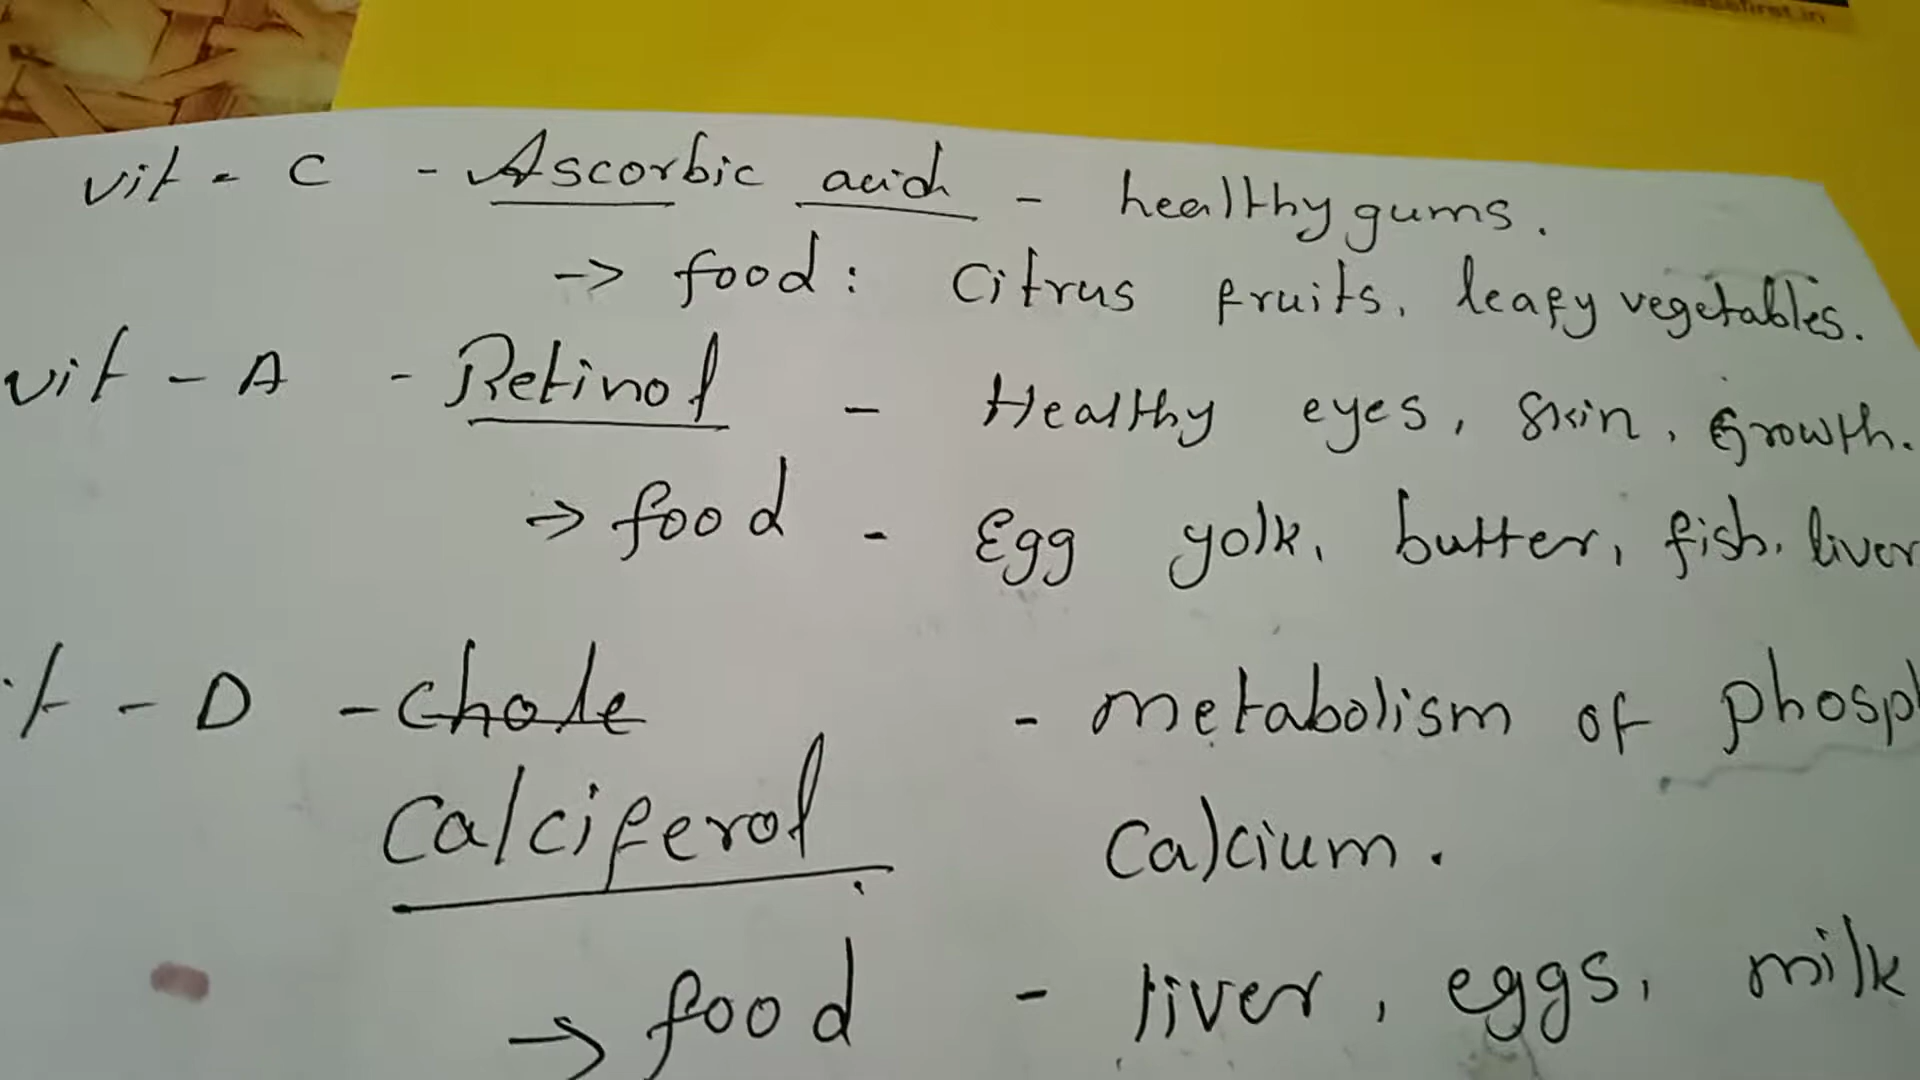 vit - C - Ascorbic acid - healthy gums.
-> food: Citrus fruits, leafy vegetables.
vit - A - Retinol - Healthy eyes, skin, Growth.
-> food - Egg yolk, butter, fish, liver
- D - chole - metabolism of phosph
Calciferol Calcium.
-> food - liver, eggs, milk